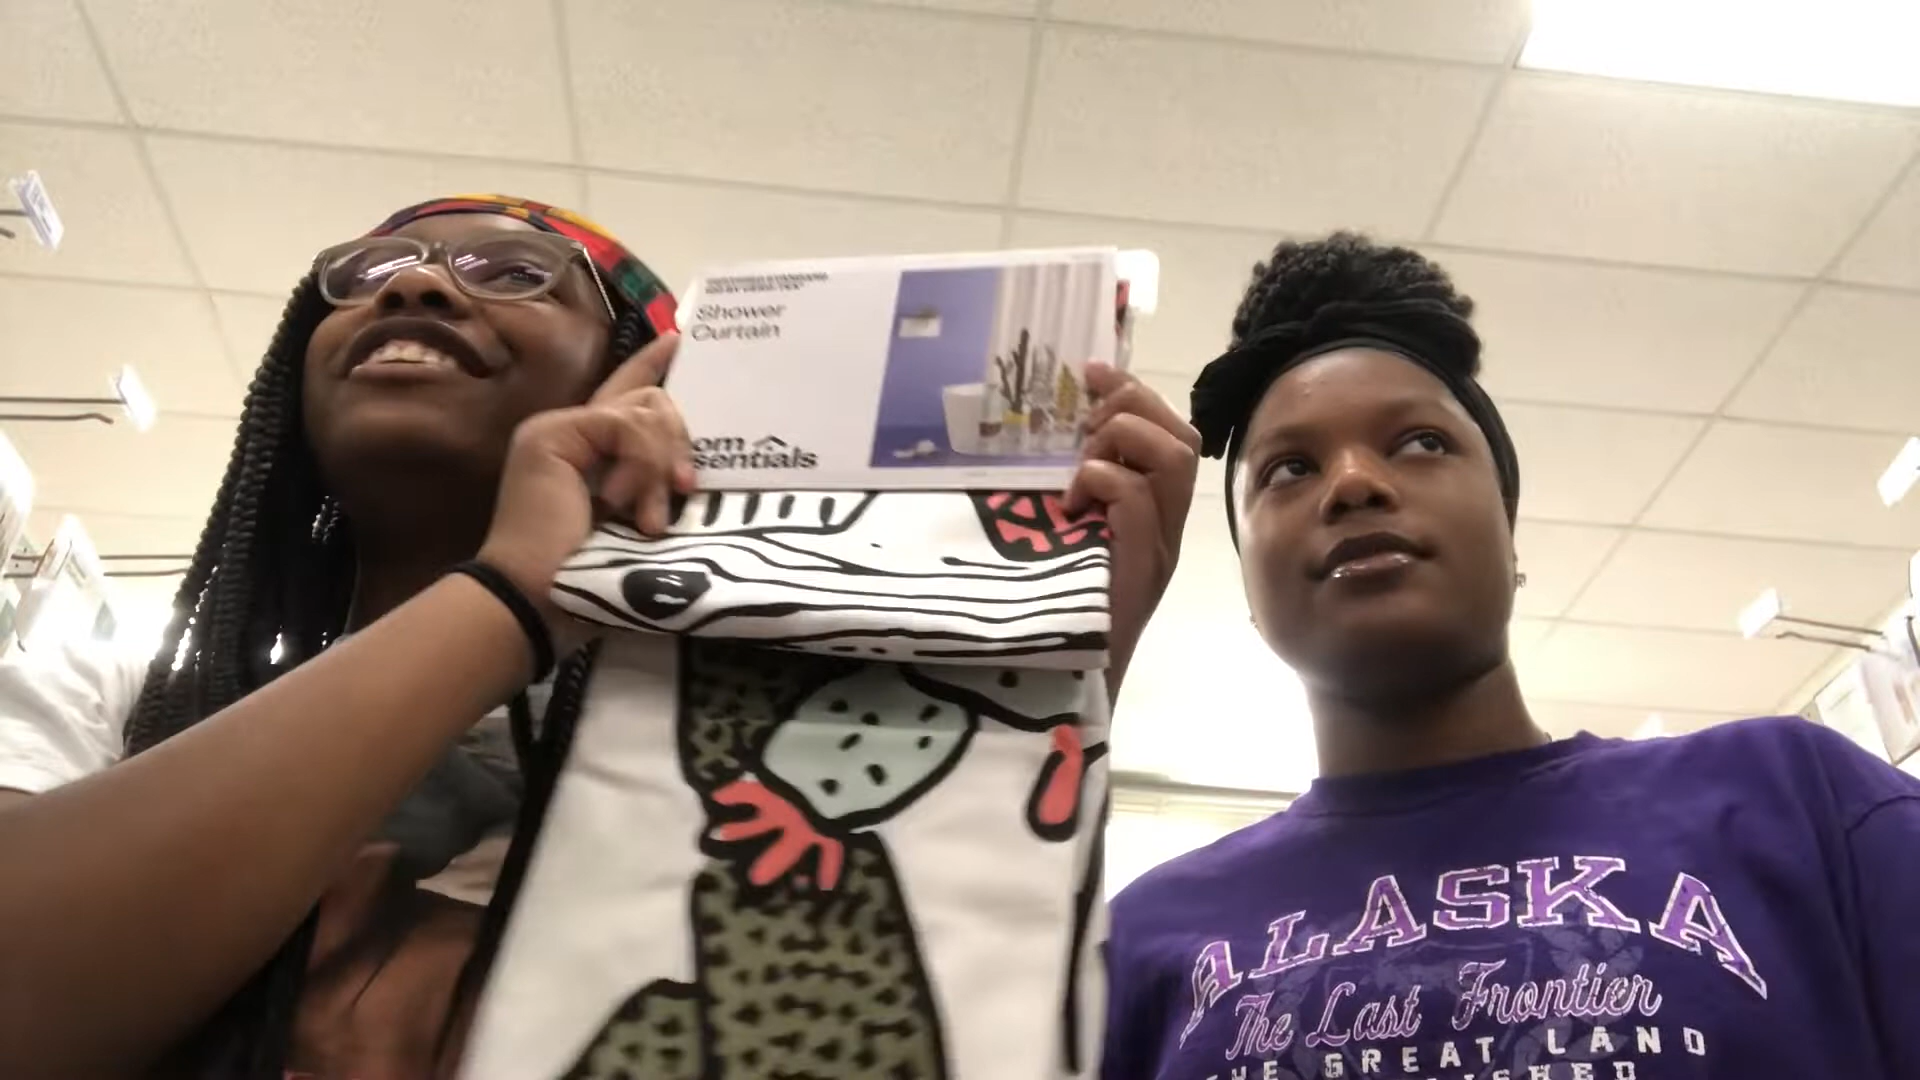 Shower
Curtain
om
sentials
ALASKA
The Last Frontier
THE GREAT LAND